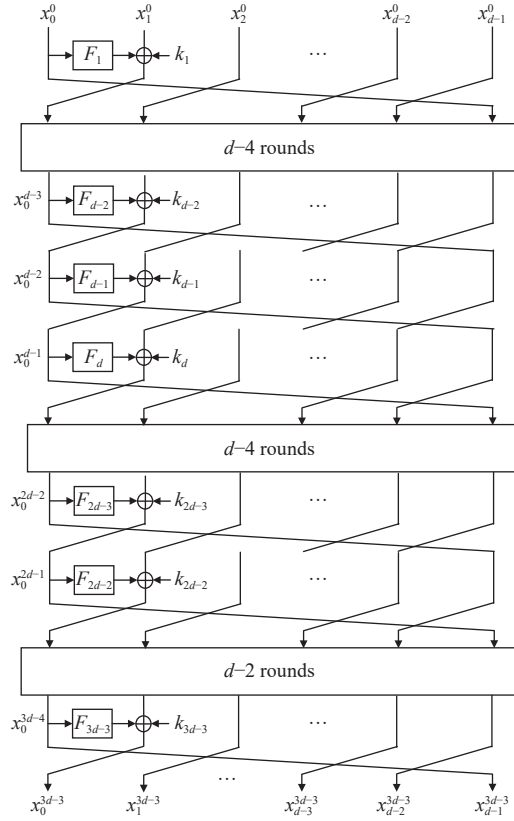 x_0^0 x_1^0 x_2^0 x_{d−2}^0 x_{d−1}^0
F_1 k_1 ···
d−4 rounds
x_0^{d−3} F_{d−2} k_{d−2} ···
x_0^{d−2} F_{d−1} k_{d−1} ···
x_0^{d−1} F_d k_d ···
d−4 rounds
x_0^{2d−2} F_{2d−3} k_{2d−3} ···
x_0^{2d−1} F_{2d−2} k_{2d−2} ···
d−2 rounds
x_0^{3d−4} F_{3d−3} k_{3d−3} ···
···
x_0^{3d−3} x_1^{3d−3} x_{d−3}^{3d−3} x_{d−2}^{3d−3} x_{d−1}^{3d−3}